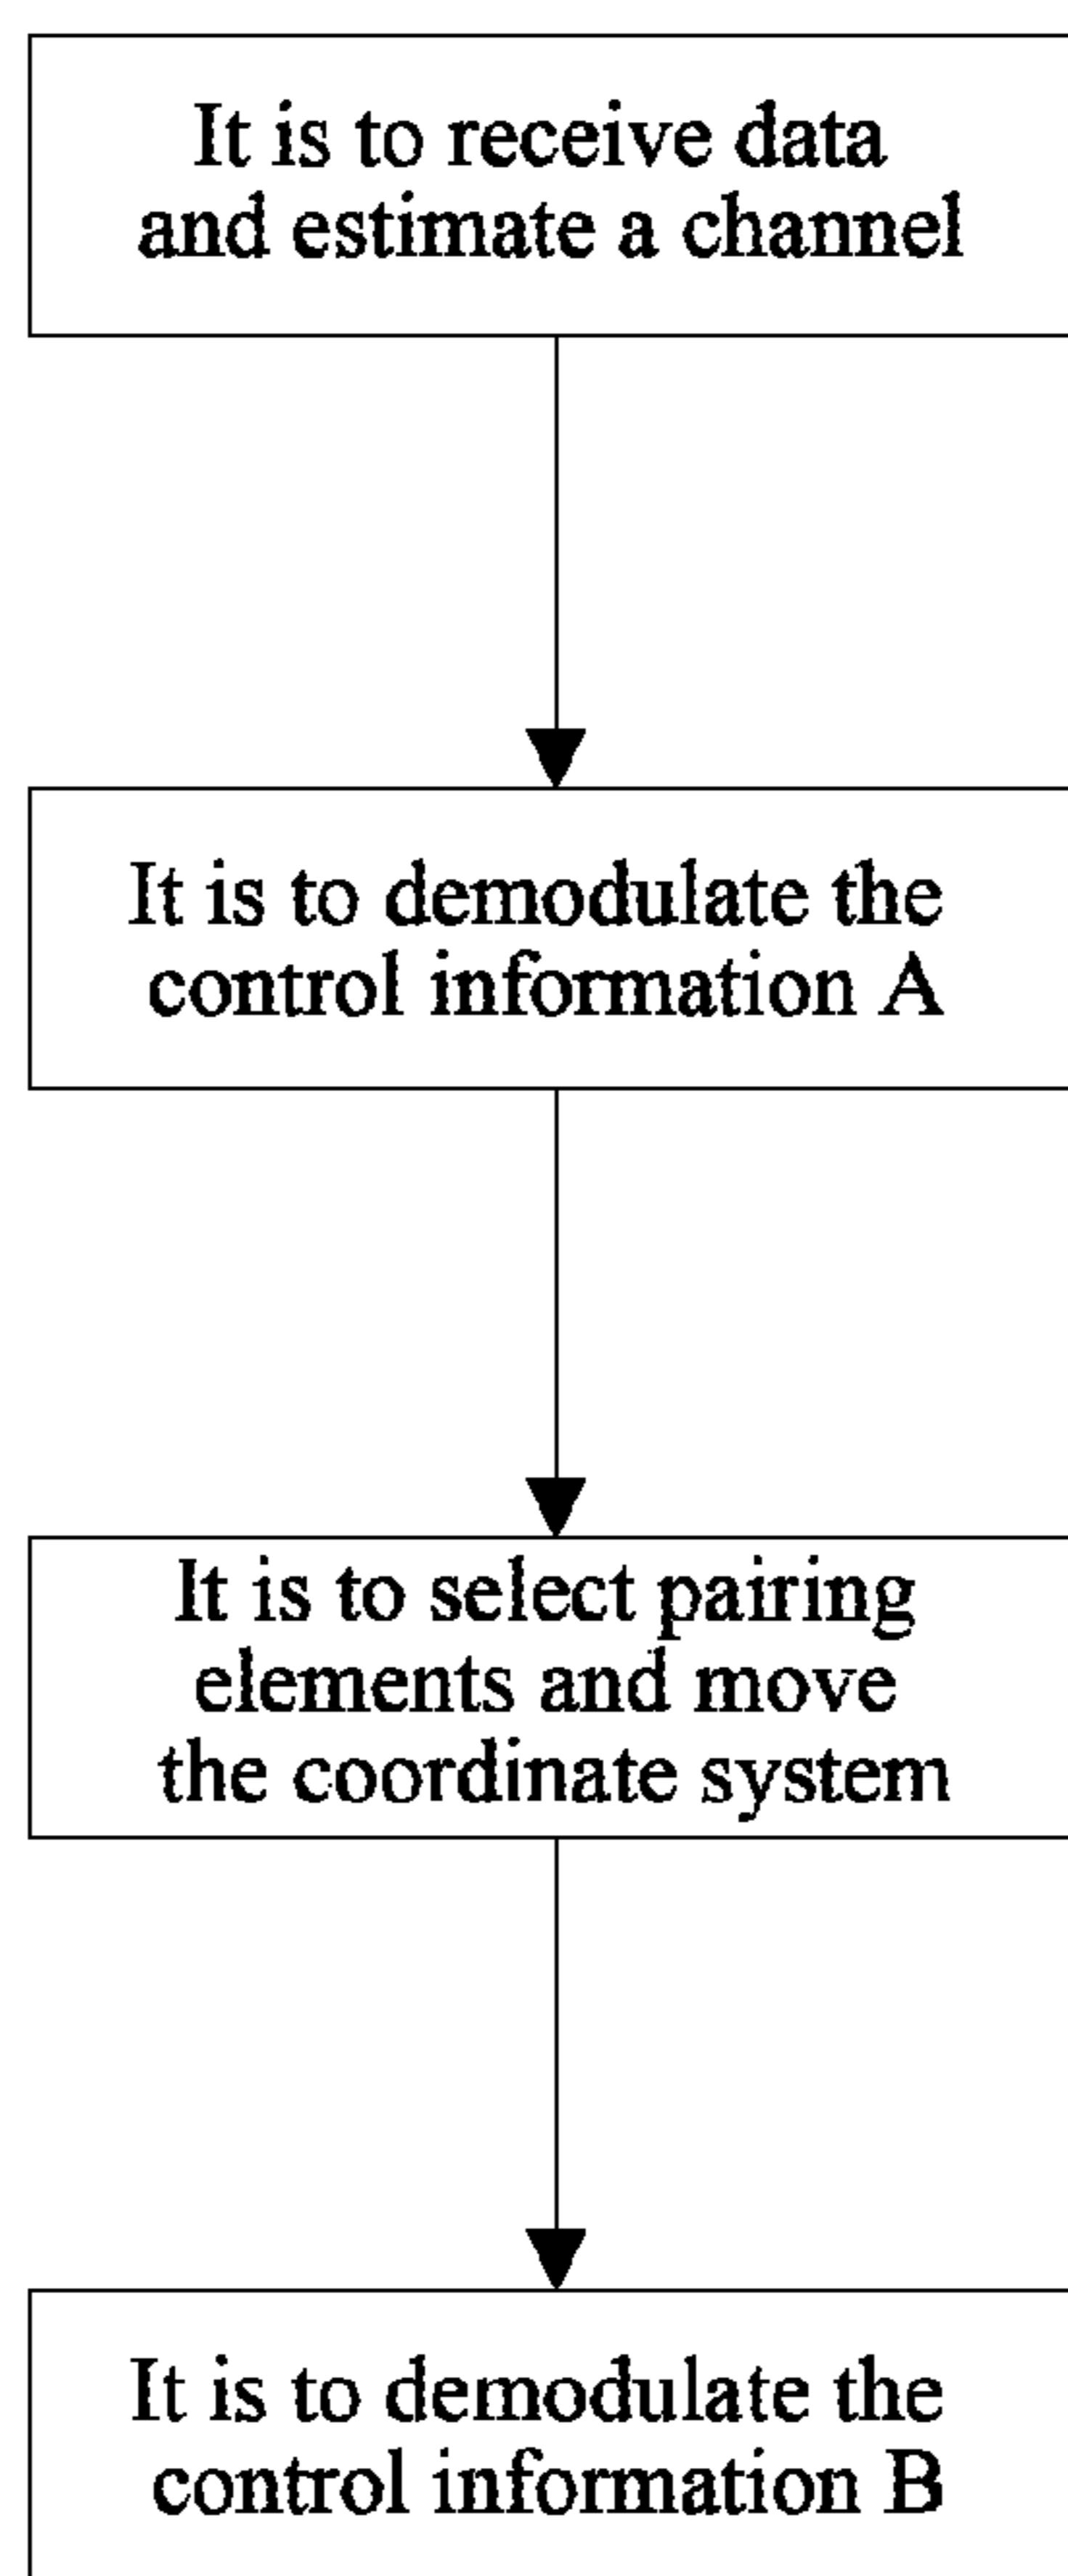 It is to receive data
and estimate a channel
It is to demodulate the
control information A
It is to select pairing
elements and move
the coordinate system
It is to demodulate the
control information B